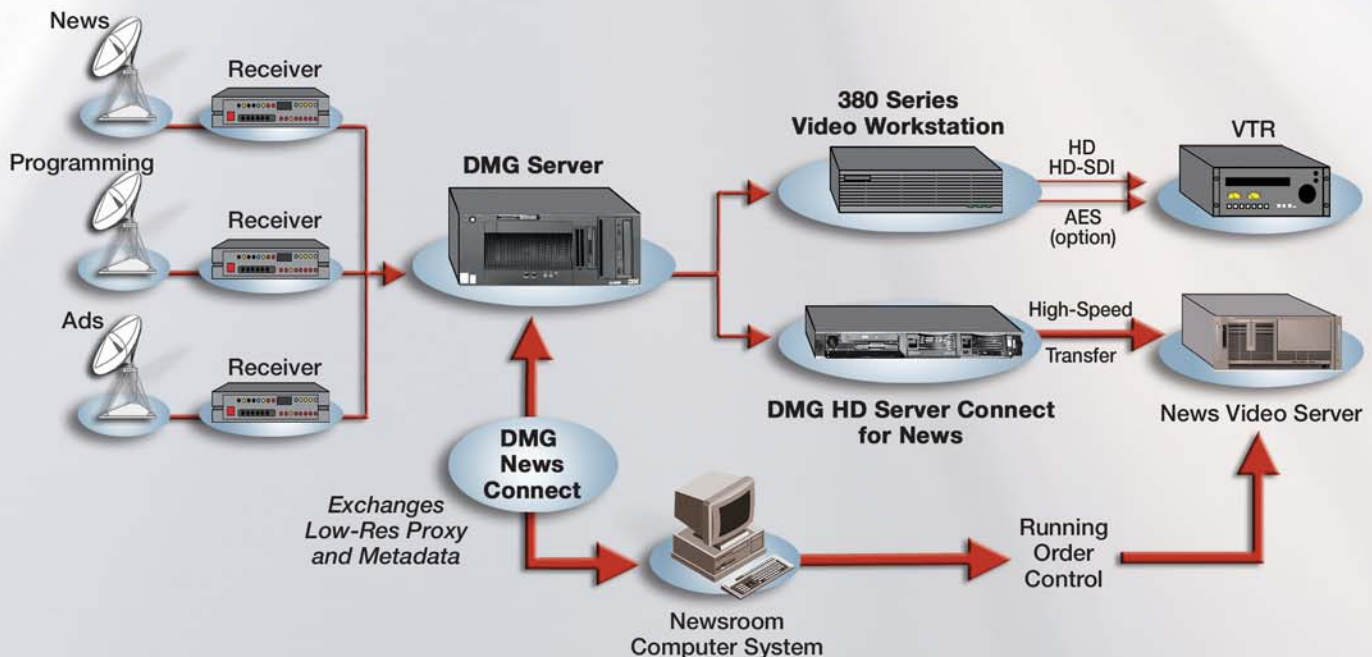 News
Receiver
Programming
Receiver
Ads
Receiver
DMG Server
IBM
380 Series
Video Workstation
HD
HD-SDI
AES
(option)
VTR
DMG HD Server Connect
for News
High-Speed
Transfer
News Video Server
DMG
News
Connect
Exchanges
Low-Res Proxy
and Metadata
Newsroom
Computer System
Running
Order
Control